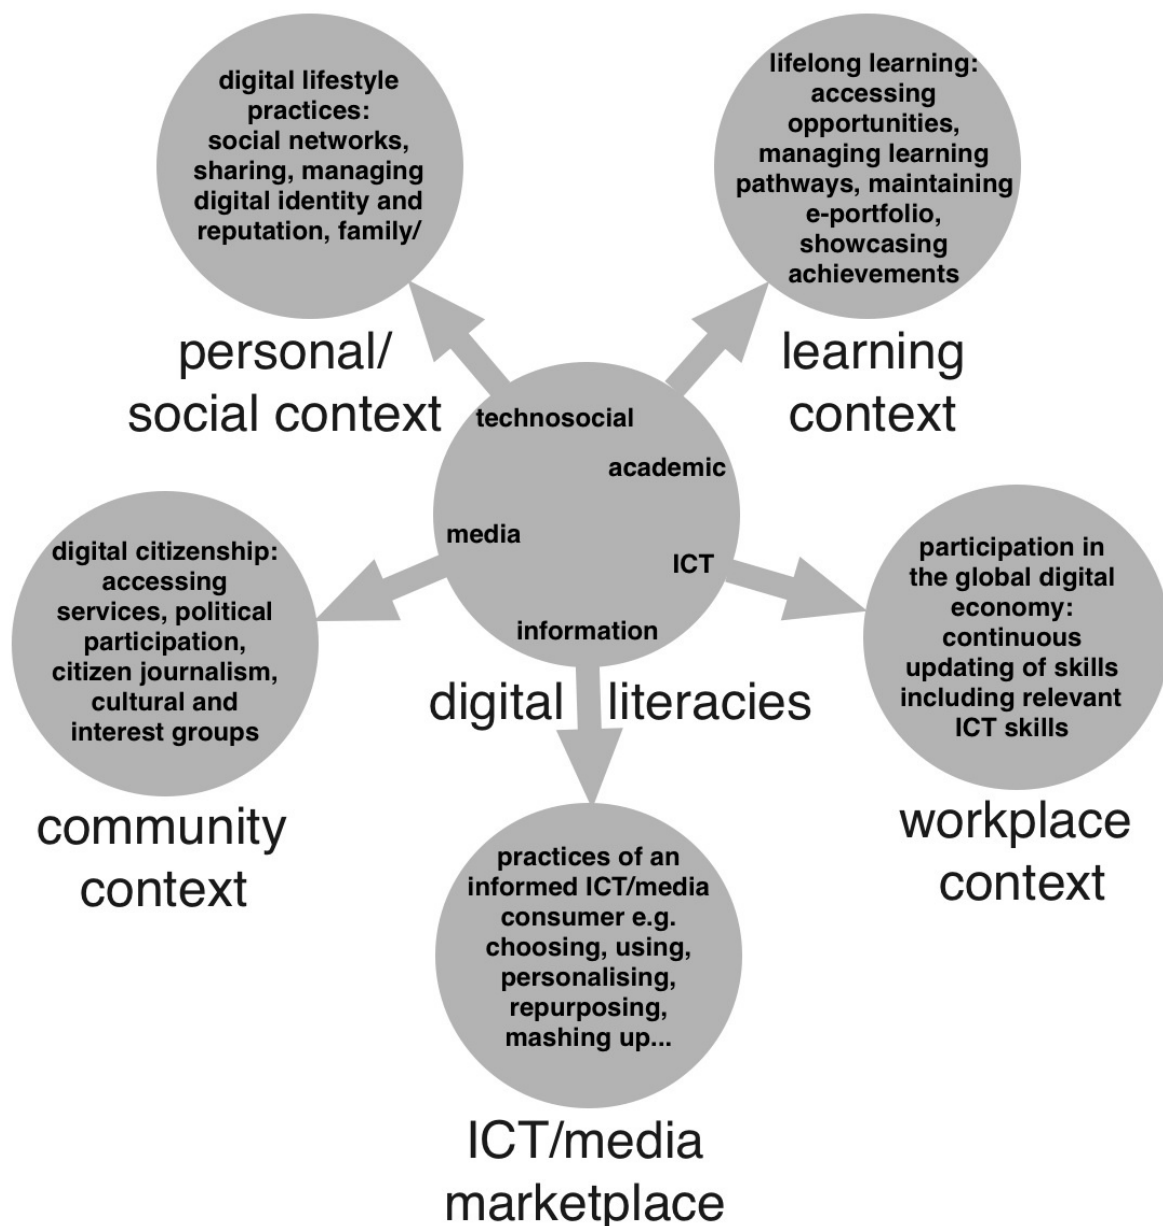 digital lifestyle
practices:
social networks,
sharing, managing
digital identity and
reputation, family/
personal/
social context
lifelong learning:
accessing
opportunities,
managing learning
pathways, maintaining
e-portfolio,
showcasing
achievements
learning
context
technosocial
academic
media
ICT
information
digital literacies
digital citizenship:
accessing
services, political
participation,
citizen journalism,
cultural and
interest groups
community
context
participation in
the global digital
economy:
continuous
updating of skills
including relevant
ICT skills
workplace
context
practices of an
informed ICT/media
consumer e.g.
choosing, using,
personalising,
repurposing,
mashing up...
ICT/media
marketplace